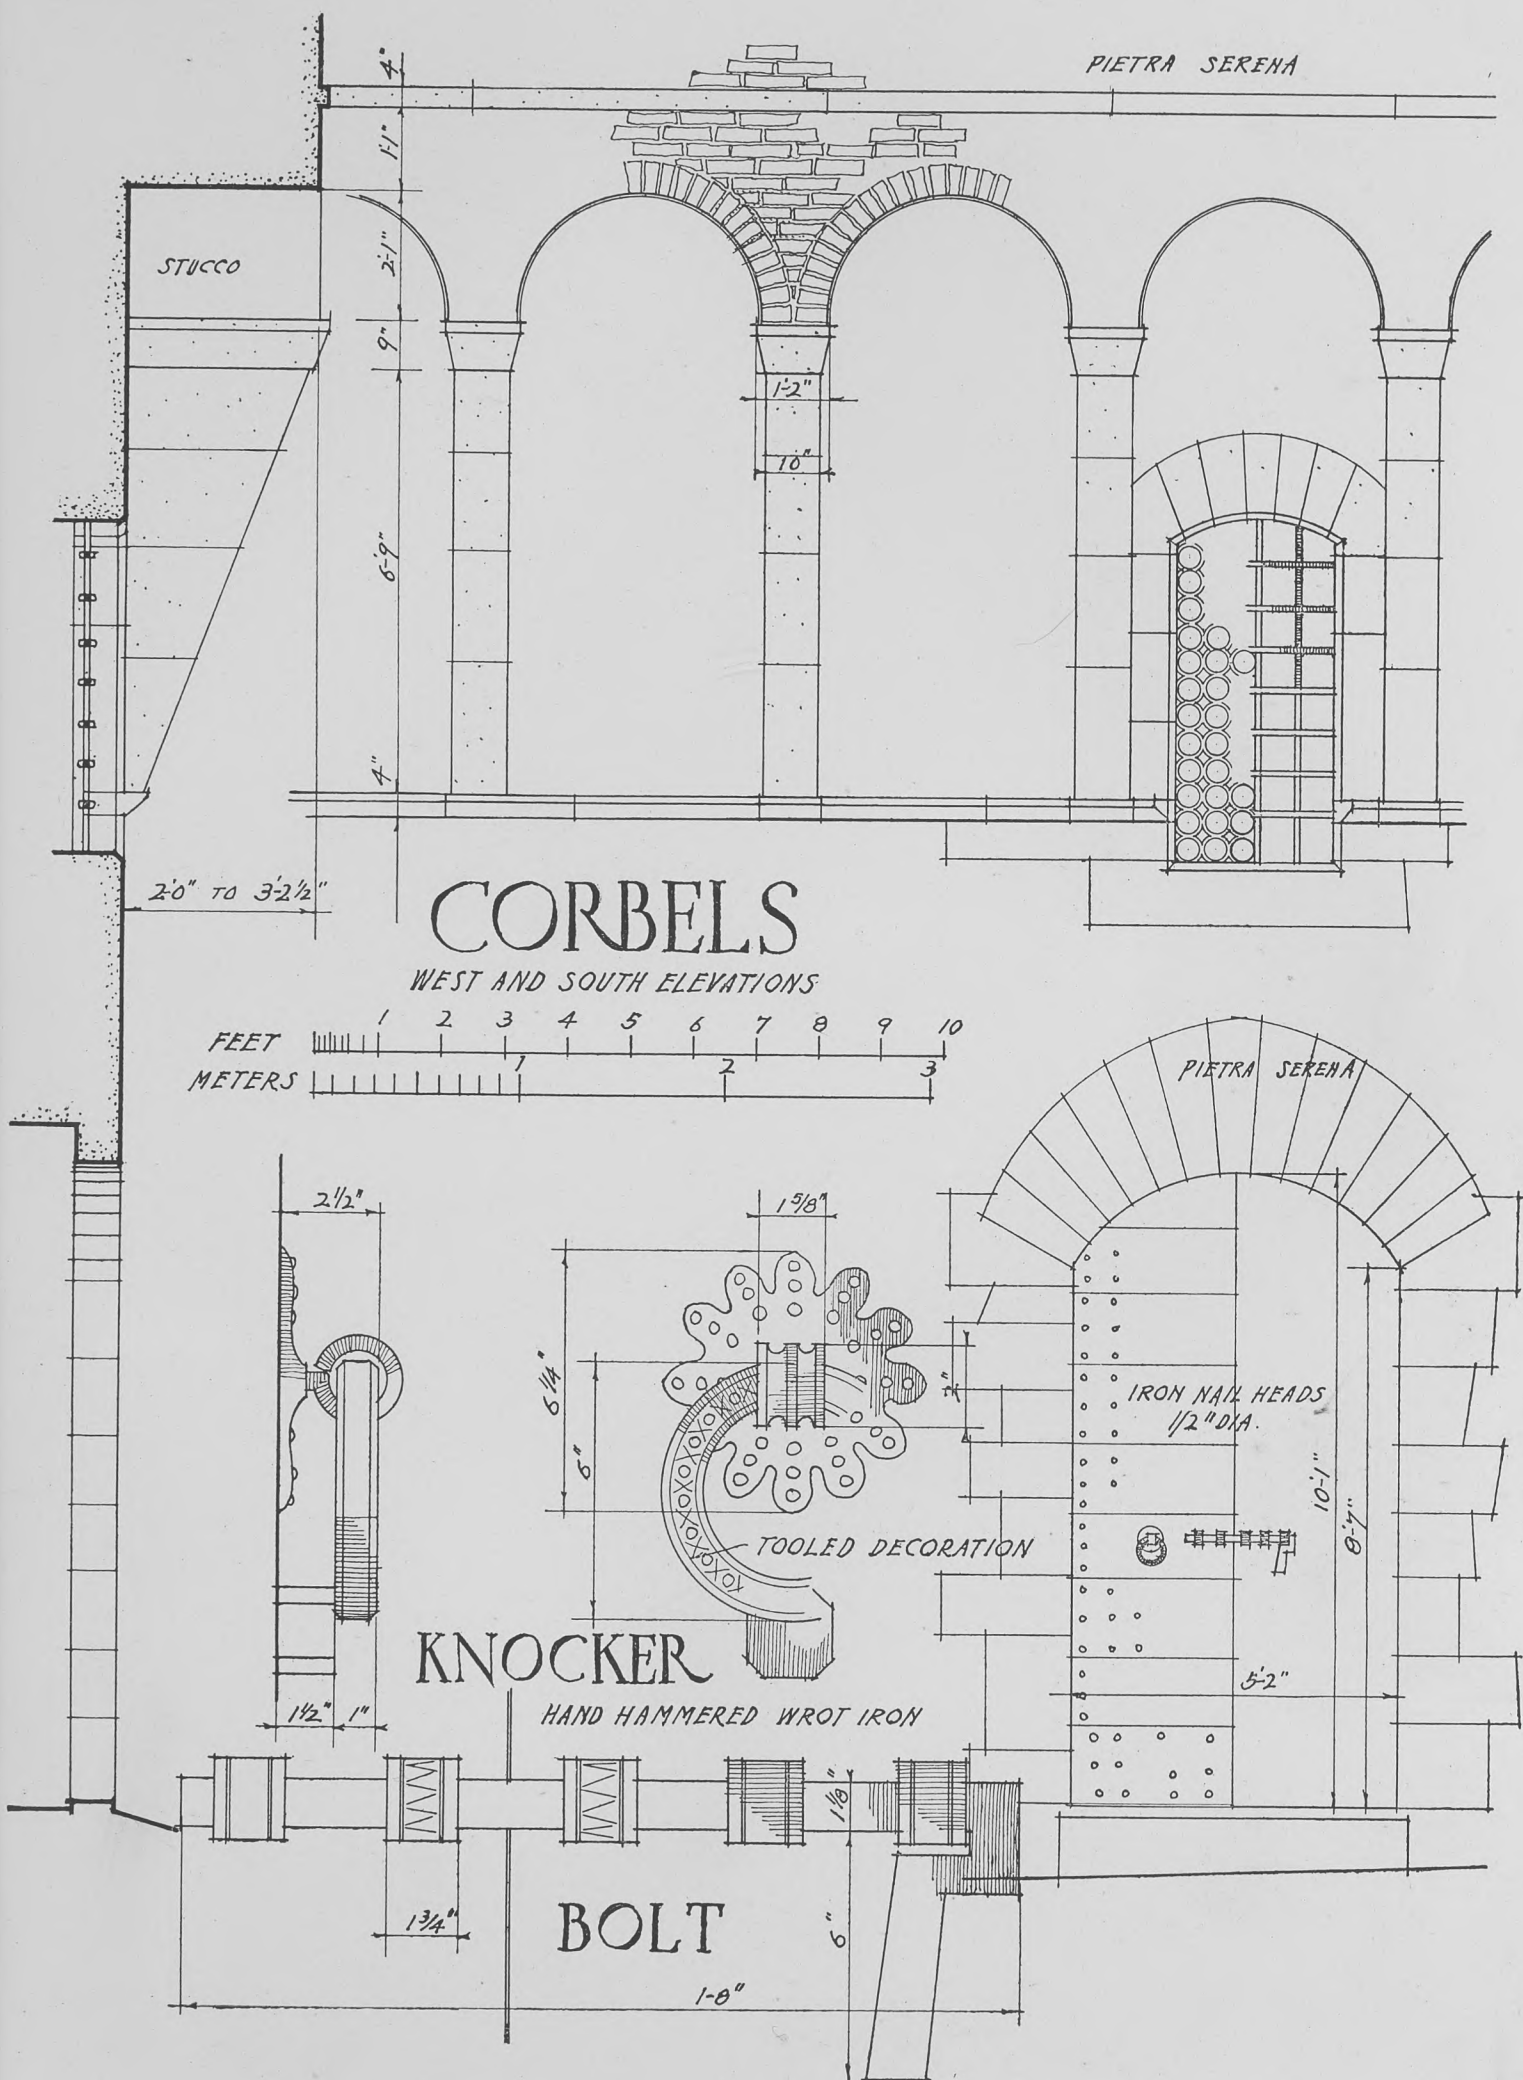 PIETRA SERENA
4"
1'-1"
STUCCO
2'-1"
9"
1'-2"
10"
6'-9"
4"
2'-0" TO 3'-2½"
CORBELS
WEST AND SOUTH ELEVATIONS
FEET 1 2 3 4 5 6 7 8 9 10
METERS 1 2 3
PIETRA SERENA
2½"
1⅝"
6¼"
6"
IRON NAIL HEADS
1/2" DIA.
10'-1"
8'-7"
TOOLED DECORATION
KNOCKER
5'-2"
1½" 1"
HAND HAMMERED WROT IRON
1⅛"
1¾"
BOLT
6"
1-8"